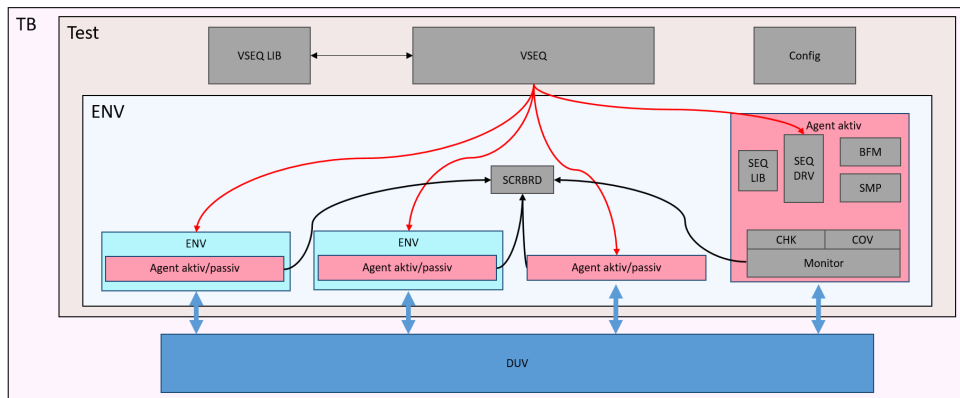 TB
Test
VSEQ LIB
VSEQ
Config
ENV
Agent aktiv
SEQ
LIB
SEQ
DRV
BFM
SMP
SCRBRD
CHK
COV
Monitor
ENV
Agent aktiv/passiv
ENV
Agent aktiv/passiv
Agent aktiv/passiv
DUV